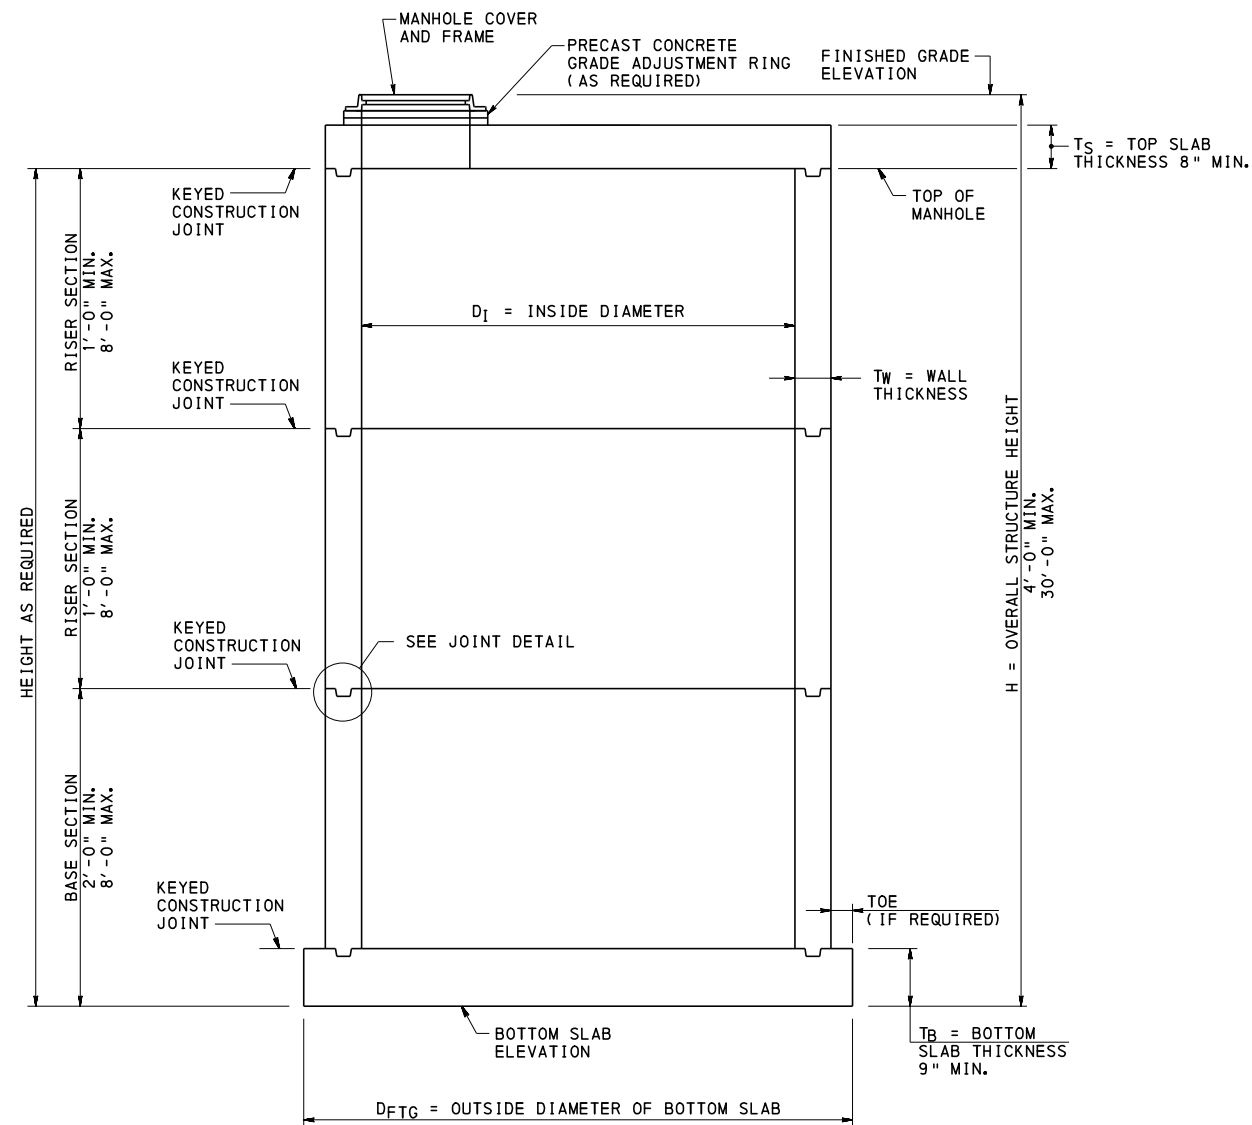 MANHOLE COVER
AND FRAME
PRECAST CONCRETE
GRADE ADJUSTMENT RING
(AS REQUIRED)
FINISHED GRADE
ELEVATION
TS = TOP SLAB
THICKNESS 8" MIN.
KEYED
CONSTRUCTION
JOINT
TOP OF
MANHOLE
RISER SECTION
1'-0" MIN.
8'-0" MAX.
DI = INSIDE DIAMETER
KEYED
CONSTRUCTION
JOINT
TW = WALL
THICKNESS
H = OVERALL STRUCTURE HEIGHT
4'-0" MIN.
30'-0" MAX.
HEIGHT AS REQUIRED
RISER SECTION
1'-0" MIN.
8'-0" MAX.
KEYED
CONSTRUCTION
JOINT
SEE JOINT DETAIL
BASE SECTION
2'-0" MIN.
8'-0" MAX.
KEYED
CONSTRUCTION
JOINT
TOE
(IF REQUIRED)
BOTTOM SLAB
ELEVATION
TB = BOTTOM
SLAB THICKNESS
9" MIN.
DFTG = OUTSIDE DIAMETER OF BOTTOM SLAB